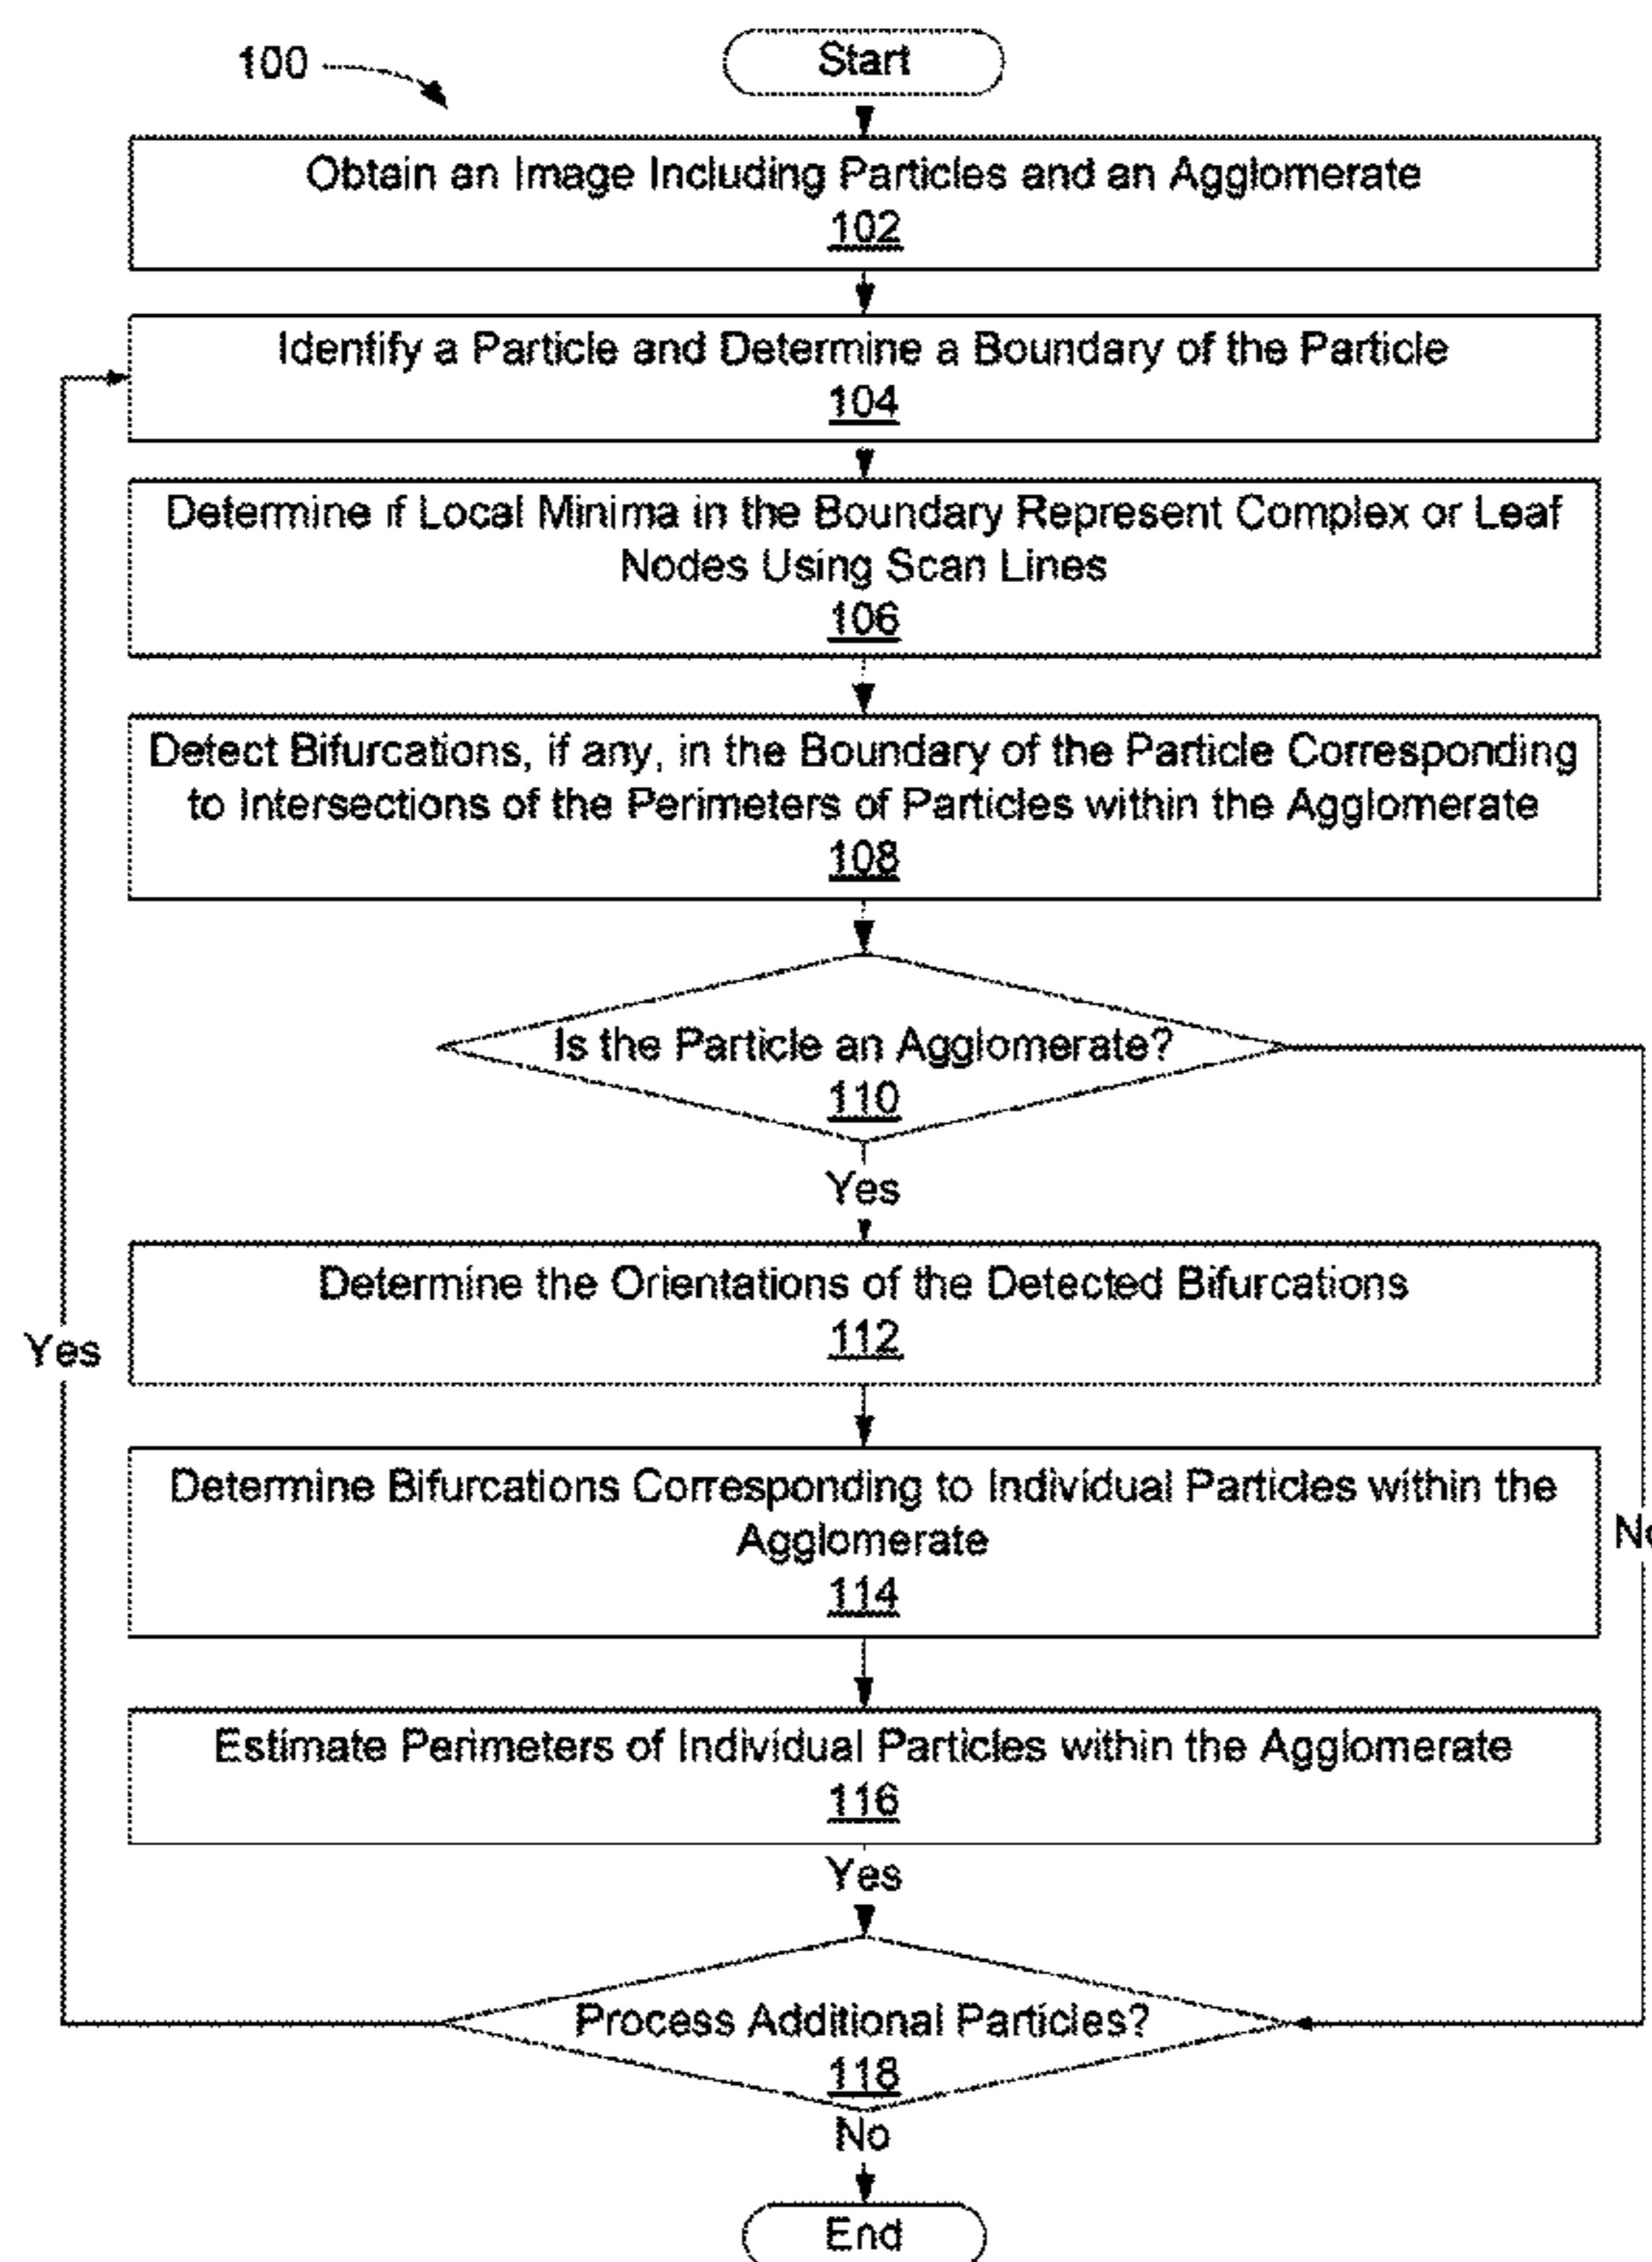 100
Start
Obtain an Image Including Particles and an Agglomerate
102
Identify a Particle and Determine a Boundary of the Particle
104
Determine if Local Minima in the Boundary Represent Complex or Leaf
Nodes Using Scan Lines
106
Detect Bifurcations, if any, in the Boundary of the Particle Corresponding
to Intersections of the Perimeters of Particles within the Agglomerate
108
Is the Particle an Agglomerate?
110
Yes
Determine the Orientations of the Detected Bifurcations
112
Yes
Determine Bifurcations Corresponding to Individual Particles within the
Agglomerate
114
No
Estimate Perimeters of Individual Particles within the Agglomerate
116
Yes
Process Additional Particles?
118
No
End